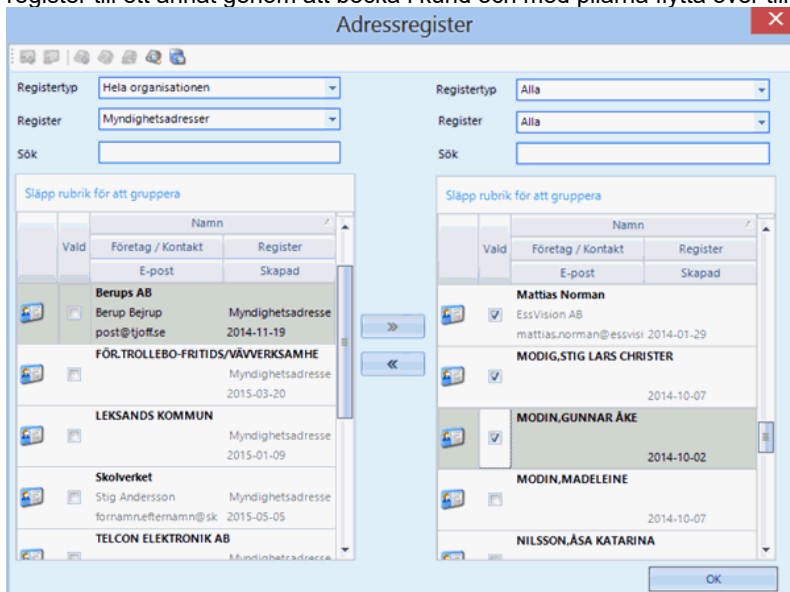 register till ett annat genom att bocka i kund och med pilarna flytta över till
Adressregister
Registertyp Hela organisationen
Register Myndighetsadresser
Sök
Släpp rubrik för att gruppera
Namn
Vald Företag / Kontakt Register
E-post Skapad
Berups AB
Berup Bejrup Myndighetsadresse
post@tjoff.se 2014-11-19
FÖR.TROLLEBO-FRITIDS/VÄVVERKSAMHE
Myndighetsadresse
2015-03-20
LEKSANDS KOMMUN
Myndighetsadresse
2015-01-09
Skolverket
Stig Andersson Myndighetsadresse
fornamn.efternamn@sk 2015-05-05
TELCON ELEKTRONIK AB
Myndighetsadresse
»
«
Registertyp Alla
Register Alla
Sök
Släpp rubrik för att gruppera
Namn
Vald Företag / Kontakt Register
E-post Skapad
Mattias Norman
EssVision AB
mattias.norman@essvisi 2014-01-29
MODIG,STIG LARS CHRISTER
2014-10-07
MODIN,GUNNAR ÅKE
2014-10-02
MODIN,MADELEINE
2014-10-07
NILSSON,ÅSA KATARINA
OK